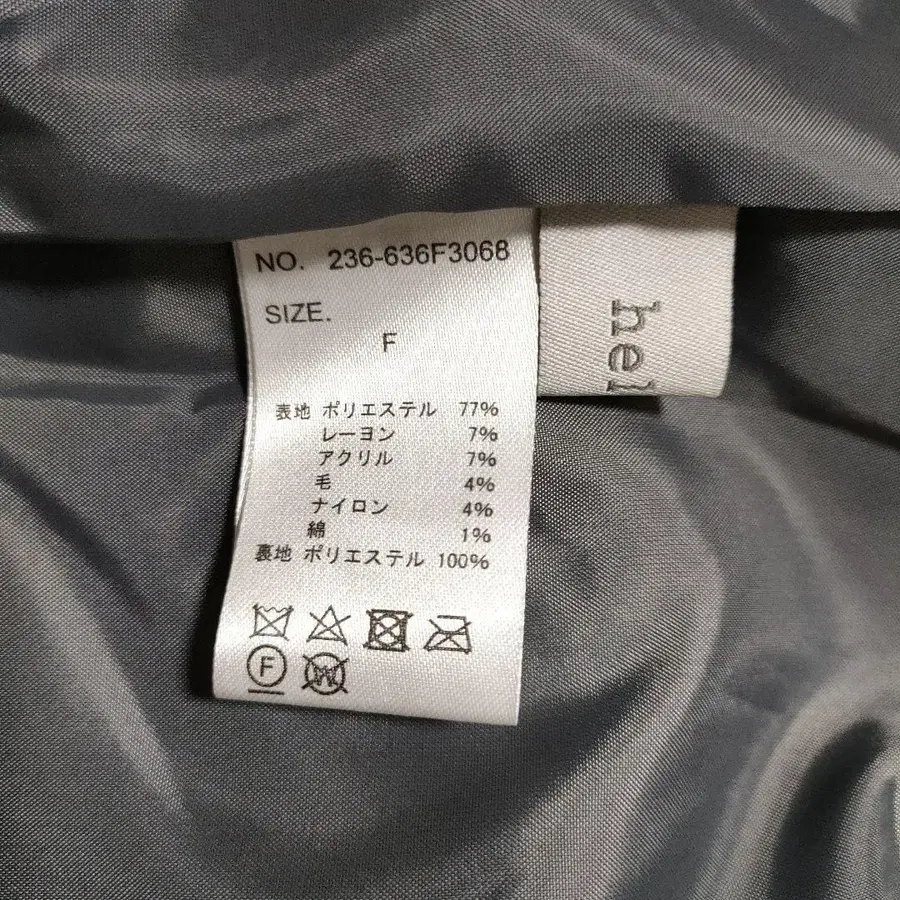 NO. 236-636F3068
SIZE.
F
表地 ポリエステル 77%
レーヨン 7%
アクリル 7%
毛 4%
ナイロン 4%
綿 1%
裏地 ポリエステル 100%
F
W
hel